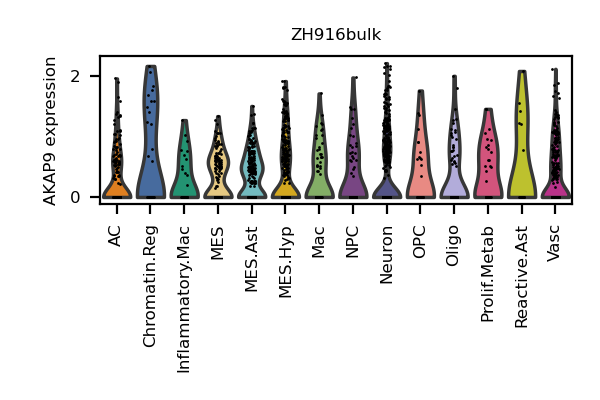 ZH916bulk
AKAP9 expression
2
0
AC
Chromatin.Reg
Inflammatory.Mac
MES
MES.Ast
MES.Hyp
Mac
NPC
Neuron
OPC
Oligo
Prolif.Metab
Reactive.Ast
Vasc